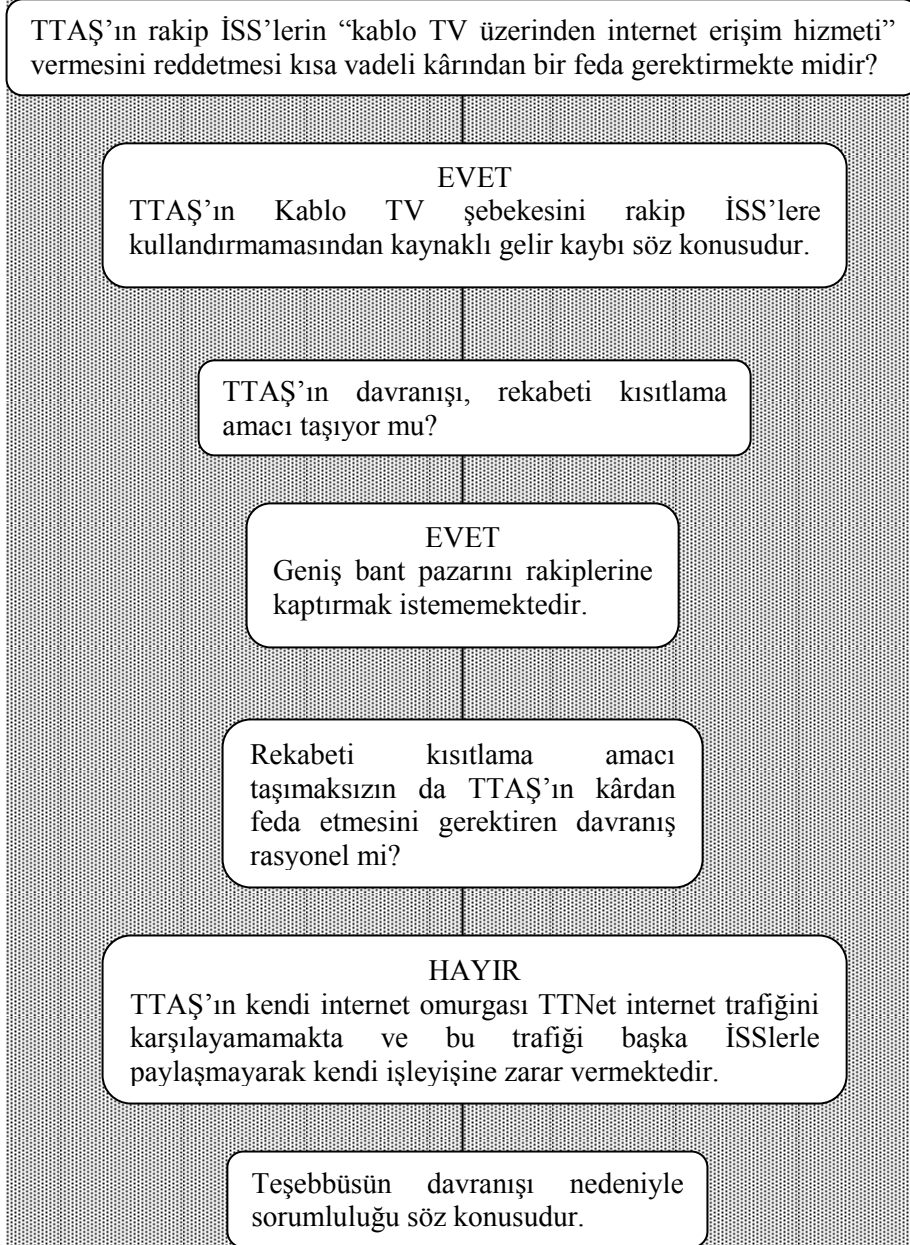 TTAŞ’ın rakip İSS’lerin “kablo TV üzerinden internet erişim hizmeti”
vermesini reddetmesi kısa vadeli kârından bir feda gerektirmekte midir?
EVET
TTAŞ’ın Kablo TV şebekesini rakip İSS’lere
kullandırmamasından kaynaklı gelir kaybı söz konusudur.
TTAŞ’ın davranışı, rekabeti kısıtlama
amacı taşıyor mu?
EVET
Geniş bant pazarını rakiplerine
kaptırmak istememektedir.
Rekabeti kısıtlama amacı
taşımaksızın da TTAŞ’ın kârdan
feda etmesini gerektiren davranış
rasyonel mi?
HAYIR
TTAŞ’ın kendi internet omurgası TTNet internet trafiğini
karşılayamamakta ve bu trafiği başka İSSlerle
paylaşmayarak kendi işleyişine zarar vermektedir.
Teşebbüsün davranışı nedeniyle
sorumluluğu söz konusudur.